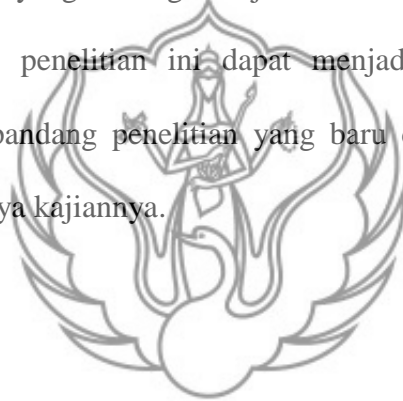 penelitian ini dapat menjad
pandang penelitian yang baru
ya kajiannya.